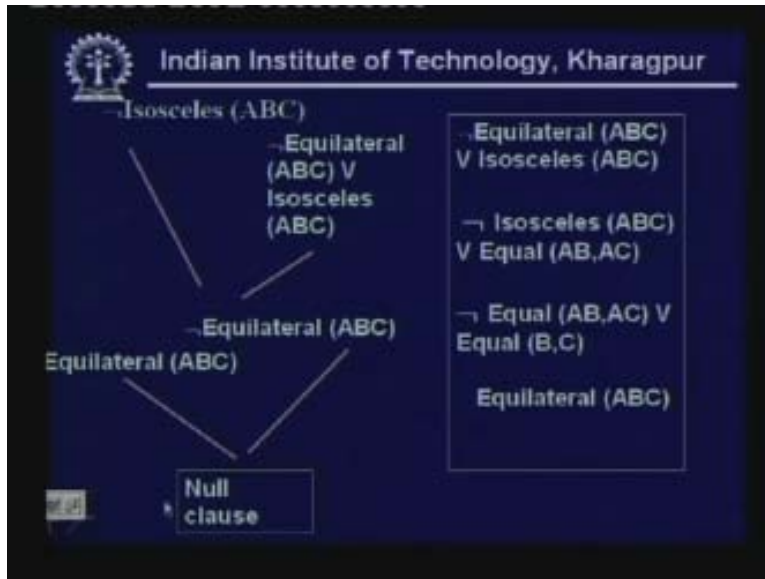 Indian Institute of Technology, Kharagpur
¬Isosceles (ABC)
¬Equilateral
(ABC) V
Isosceles
(ABC)
¬Equilateral (ABC)
Equilateral (ABC)
Null
clause
¬Equilateral (ABC)
V Isosceles (ABC)
¬ Isosceles (ABC)
V Equal (AB,AC)
¬ Equal (AB,AC) V
Equal (B,C)
Equilateral (ABC)